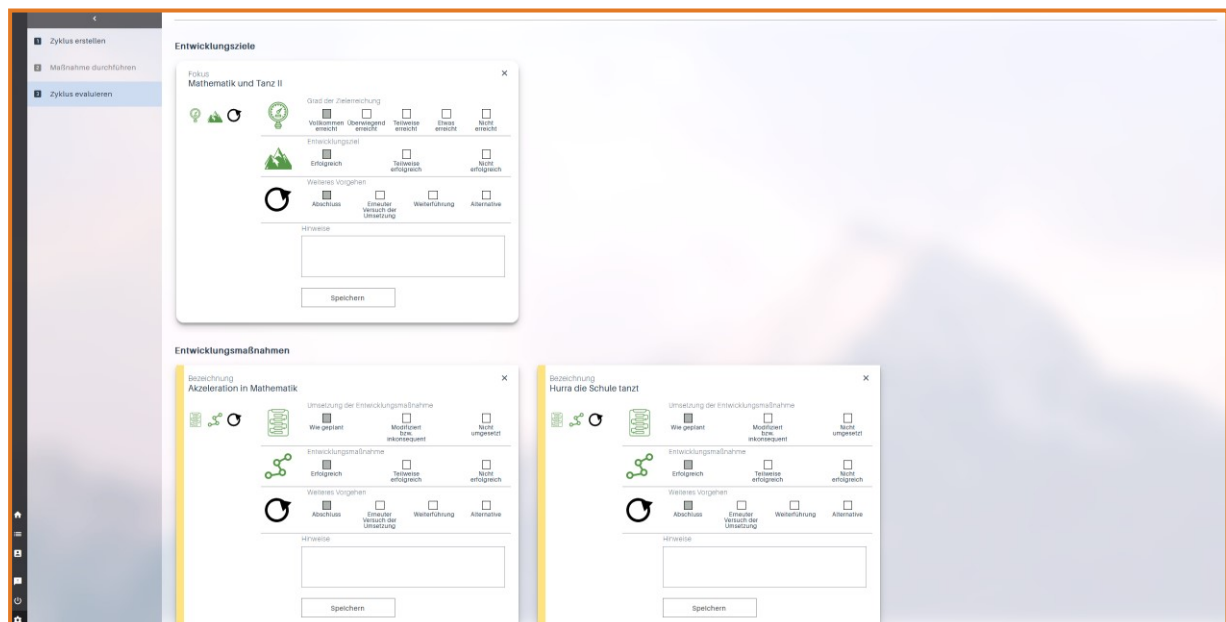 Zyklus erstellen
Maßnahme durchführen
Zyklus evaluieren
Entwicklungsziele
Fokus
Mathematik und Tanz II
Grad der Zielerreichung
Vollkommen erreicht
Überwiegend erreicht
Teilweise erreicht
Etwas erreicht
Nicht erreicht
Entwicklungsziel
Erfolgreich
Teilweise erfolgreich
Nicht erfolgreich
Weiteres Vorgehen
Abschluss
Erneuter Versuch der Umsetzung
Weiterführung
Alternative
Hinweise
Speichern
Entwicklungsmaßnahmen
Bezeichnung
Akzeleration in Mathematik
Umsetzung der Entwicklungsmaßnahme
Wie geplant
Modifiziert bzw. inkonsequent
Nicht umgesetzt
Entwicklungsmaßnahme
Erfolgreich
Teilweise erfolgreich
Nicht erfolgreich
Weiteres Vorgehen
Abschluss
Erneuter Versuch der Umsetzung
Weiterführung
Alternative
Hinweise
Speichern
Bezeichnung
Hurra die Schule tanzt
Umsetzung der Entwicklungsmaßnahme
Wie geplant
Modifiziert bzw. inkonsequent
Nicht umgesetzt
Entwicklungsmaßnahme
Erfolgreich
Teilweise erfolgreich
Nicht erfolgreich
Weiteres Vorgehen
Abschluss
Erneuter Versuch der Umsetzung
Weiterführung
Alternative
Hinweise
Speichern